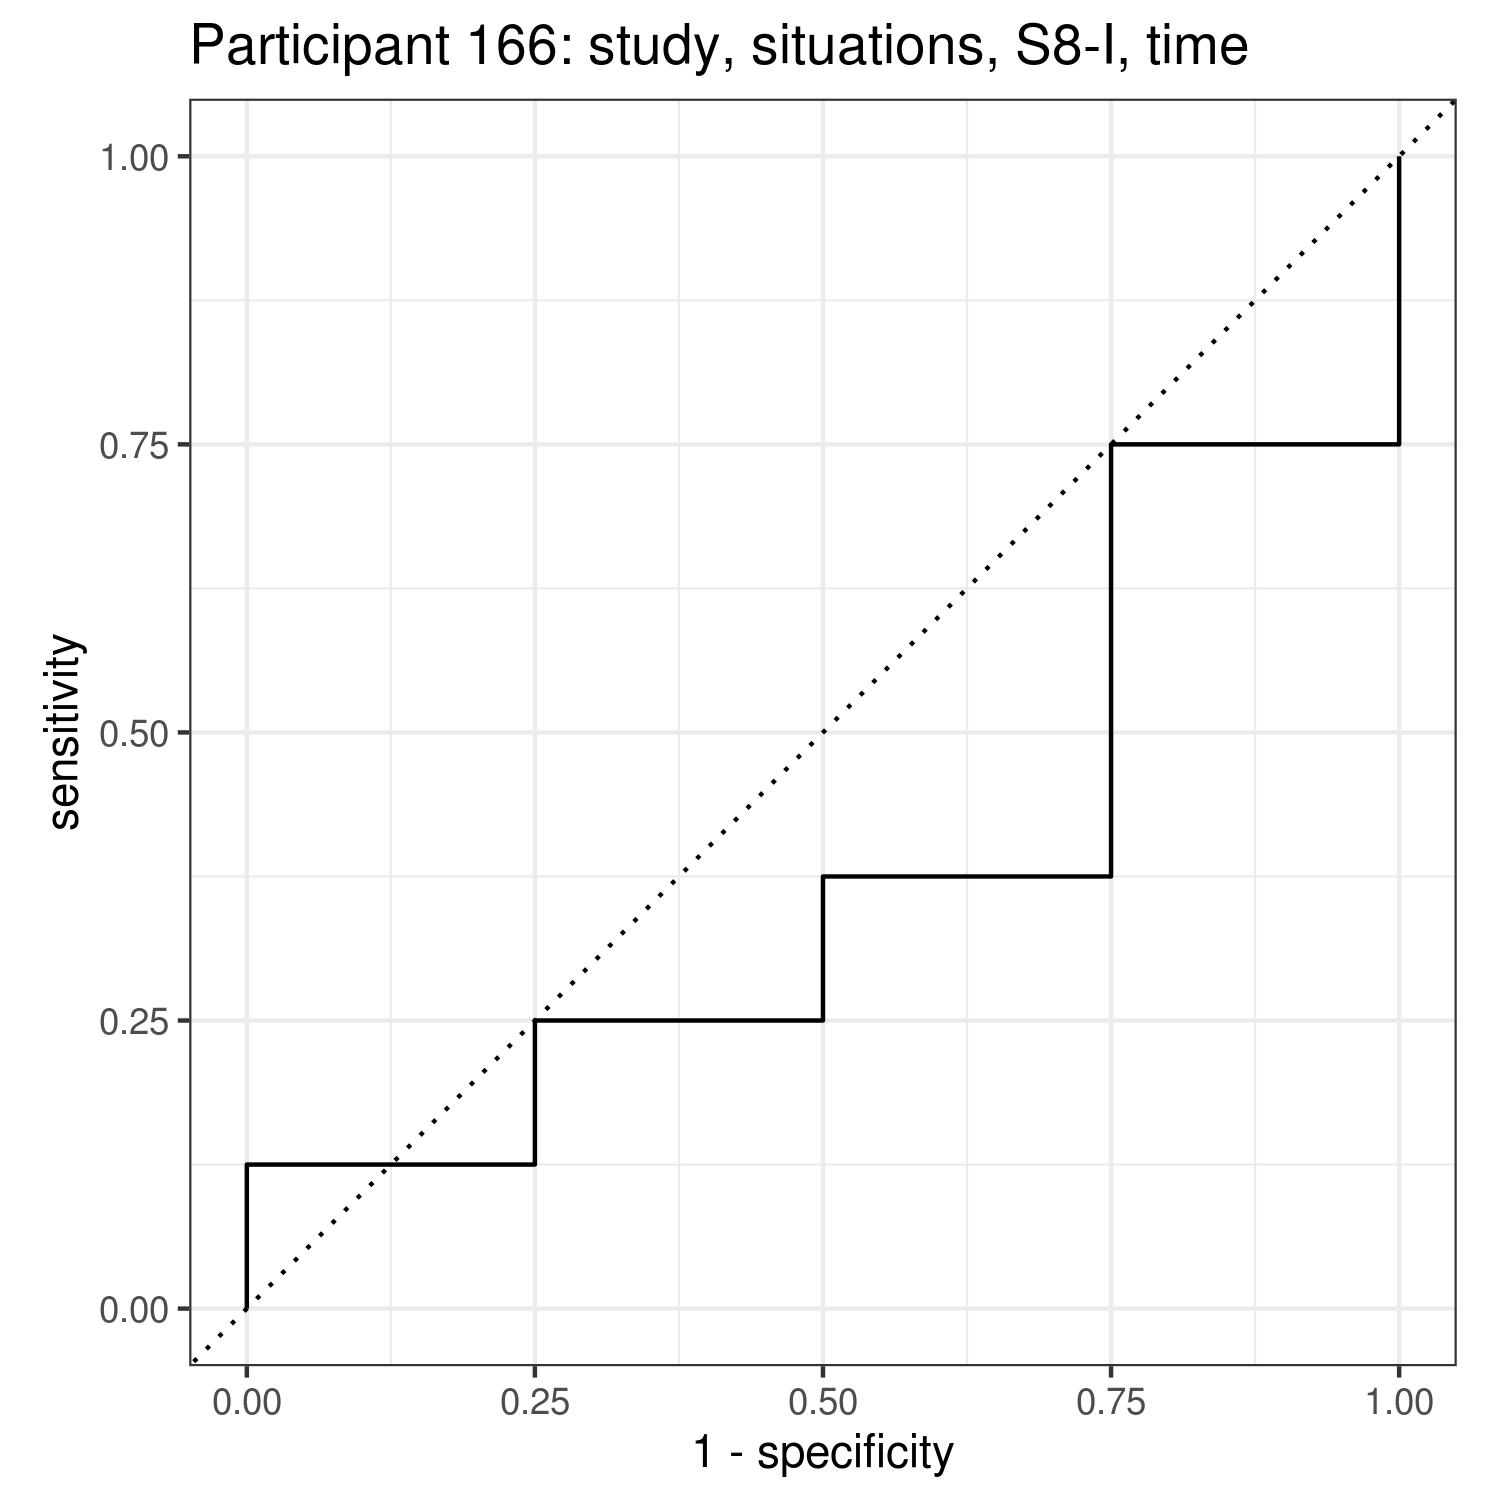 Participant 166: study, situations, S8-I, time
1.00
0.75
0.50
0.25
0.00
sensitivity
0.00 0.25 0.50 0.75 1.00
1 - specificity